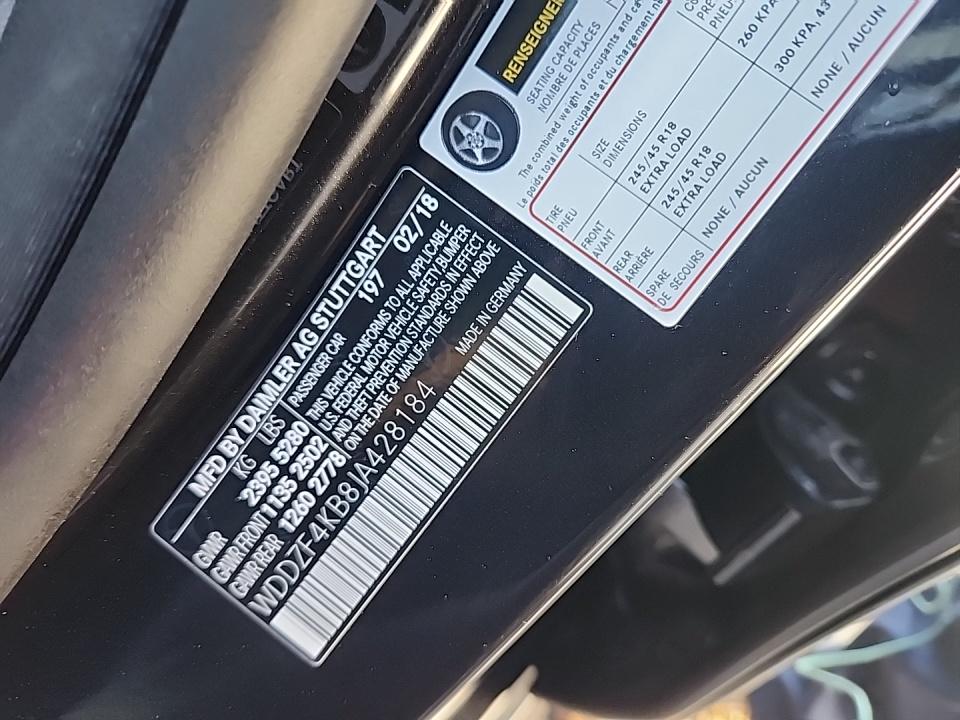 MFD BY DAIMLER AG STUTTGART
KG LBS PASSENGER CAR 197 02/18
GVWR 2395 5280
GAWR FRONT 1135 2502
GAWR REAR 1260 2778
THIS VEHICLE CONFORMS TO ALL APPLICABLE
U.S. FEDERAL MOTOR VEHICLE SAFETY, BUMPER
AND THEFT PREVENTION STANDARDS IN EFFECT
ON THE DATE OF MANUFACTURE SHOWN ABOVE
WDDZF4KB8JA428184
MADE IN GERMANY
SEATING CAPACITY
NOMBRE DE PLACES
The combined weight of occupants and
Le poids total des occupants et du chargement
TIRE
PNEU
SIZE
DIMENSIONS
FRONT
AVANT
245/45 R18
EXTRA LOAD
260 KPA,
REAR
ARRIÈRE
245/45 R18
EXTRA LOAD
300 KPA, 43
SPARE
DE SECOURS
NONE / AUCUN
NONE / AUCUN